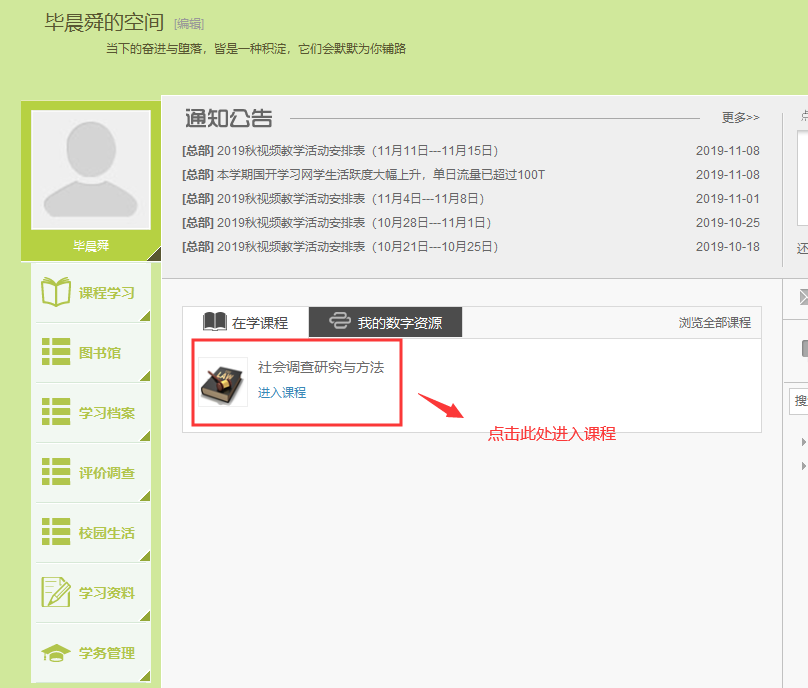 毕晨舜的空间 [编辑]
当下的奋进与堕落，皆是一种积淀，它们会默默为你铺路
毕晨舜
课程学习
图书馆
学习档案
评价调查
校园生活
学习资料
学务管理
通知公告 更多>>
[总部] 2019秋视频教学活动安排表（11月11日---11月15日） 2019-11-08
[总部] 本学期国开学习网学生活跃度大幅上升，单日流量已超过100T 2019-11-08
[总部] 2019秋视频教学活动安排表（11月4日---11月8日） 2019-11-01
[总部] 2019秋视频教学活动安排表（10月28日---11月1日） 2019-10-25
[总部] 2019秋视频教学活动安排表（10月21日---10月25日） 2019-10-18
在学课程 我的数字资源 浏览全部课程
LAW
社会调查研究与方法
进入课程
点击此处进入课程
还
搜